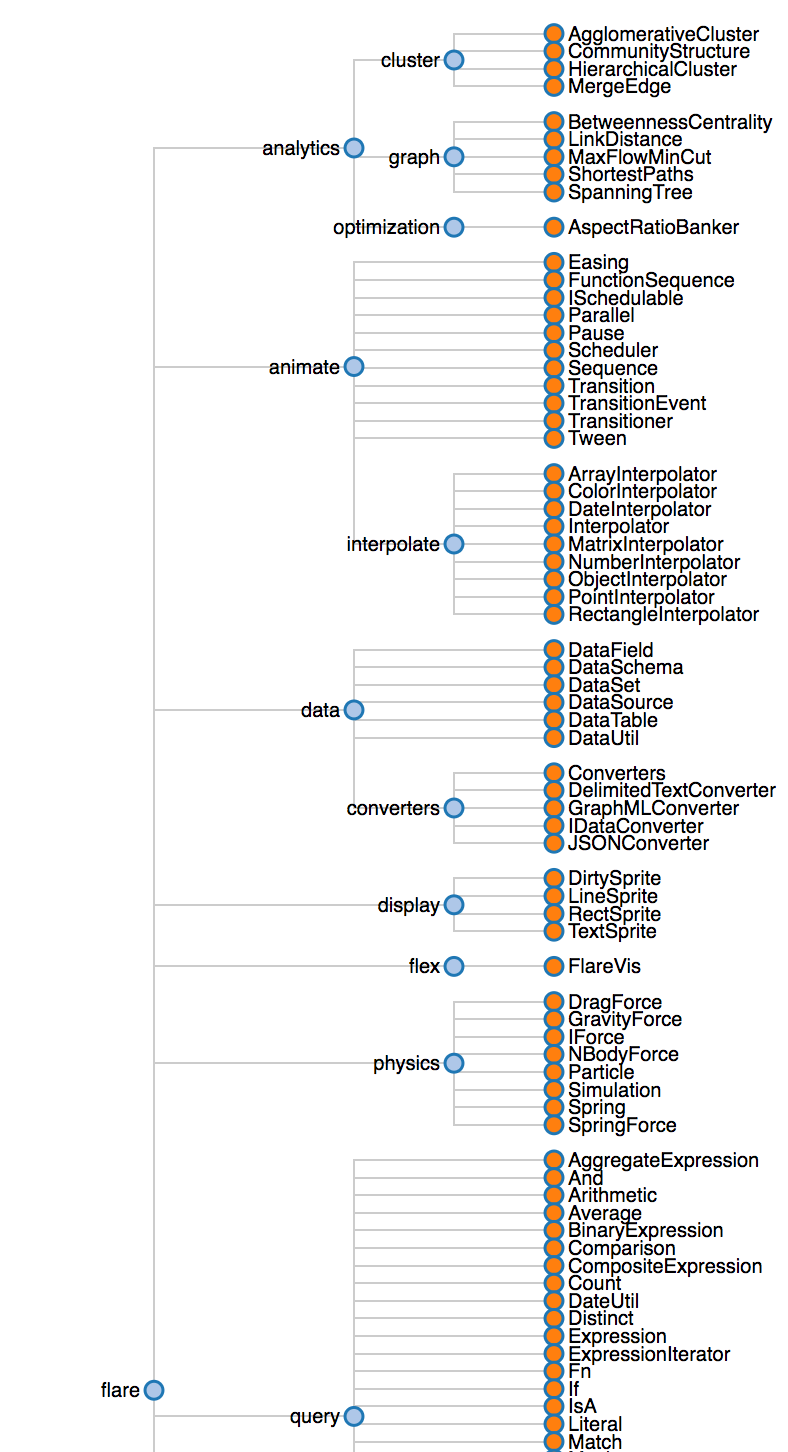 AgglomerativeCluster
CommunityStructure
cluster
HierarchicalCluster
MergeEdge
BetweennessCentrality
LinkDistance
analytics
graph
MaxFlowMinCut
ShortestPaths
SpanningTree
optimization
AspectRatioBanker
Easing
FunctionSequence
ISchedulable
Parallel
Pause
Scheduler
animate
Sequence
Transition
TransitionEvent
Transitioner
Tween
ArrayInterpolator
ColorInterpolator
DateInterpolator
Interpolator
interpolate
MatrixInterpolator
NumberInterpolator
ObjectInterpolator
PointInterpolator
RectangleInterpolator
DataField
DataSchema
DataSet
DataSource
data
DataTable
DataUtil
Converters
DelimitedTextConverter
converters
GraphMLConverter
IDataConverter
JSONConverter
DirtySprite
LineSprite
display
RectSprite
TextSprite
flex
FlareVis
DragForce
GravityForce
IForce
NBodyForce
physics
Particle
Simulation
Spring
SpringForce
AggregateExpression
And
Arithmetic
Average
BinaryExpression
Comparison
CompositeExpression
Count
DateUtil
Distinct
Expression
ExpressionIterator
Fn
flare
If
IsA
query
Literal
Match